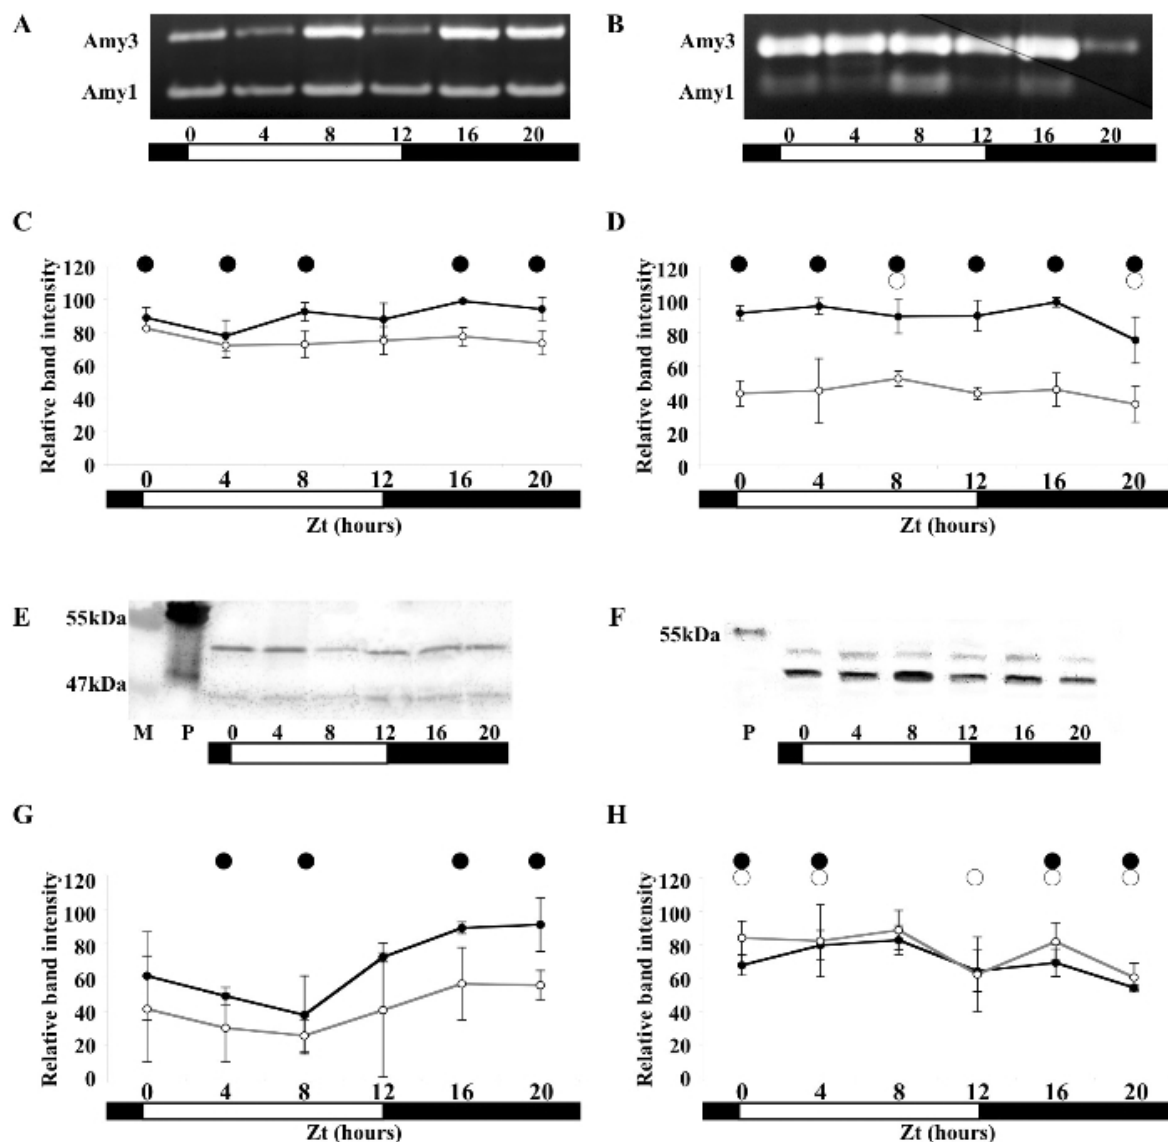 A
Amy3
Amy1
0 4 8 12 16 20
B
Amy3
Amy1
0 4 8 12 16 20
C
Relative band intensity
120
100
80
60
40
20
0
0 4 8 12 16 20
Zt (hours)
D
Relative band intensity
120
100
80
60
40
20
0
0 4 8 12 16 20
Zt (hours)
E
55kDa
47kDa
M P 0 4 8 12 16 20
F
55kDa
P 0 4 8 12 16 20
G
Relative band intensity
120
100
80
60
40
20
0
0 4 8 12 16 20
Zt (hours)
H
Relative band intensity
120
100
80
60
40
20
0
0 4 8 12 16 20
Zt (hours)